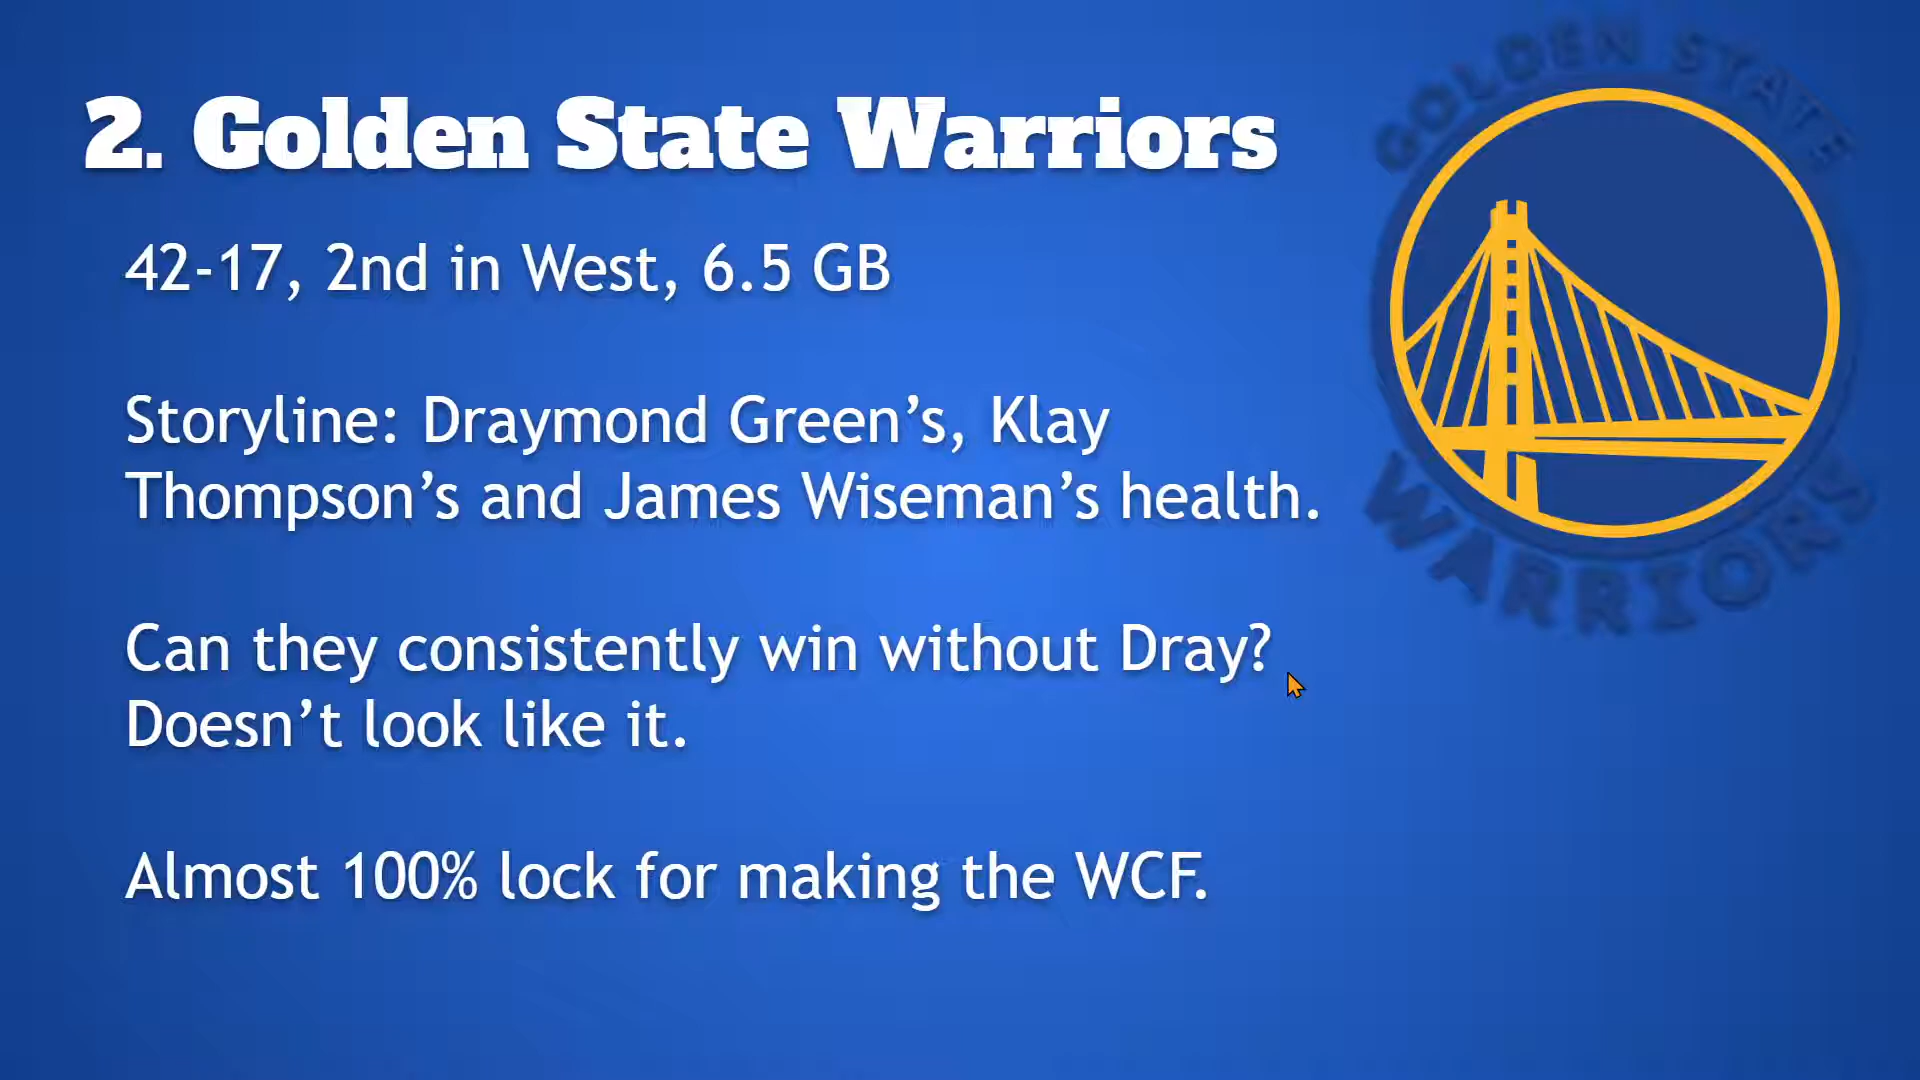 2. Golden State Warriors
42-17, 2nd in West, 6.5 GB
Storyline: Draymond Green’s, Klay
Thompson’s and James Wiseman’s health.
Can they consistently win without Dray?
Doesn’t look like it.
Almost 100% lock for making the WCF.
GOLDEN STATE
WARRIORS